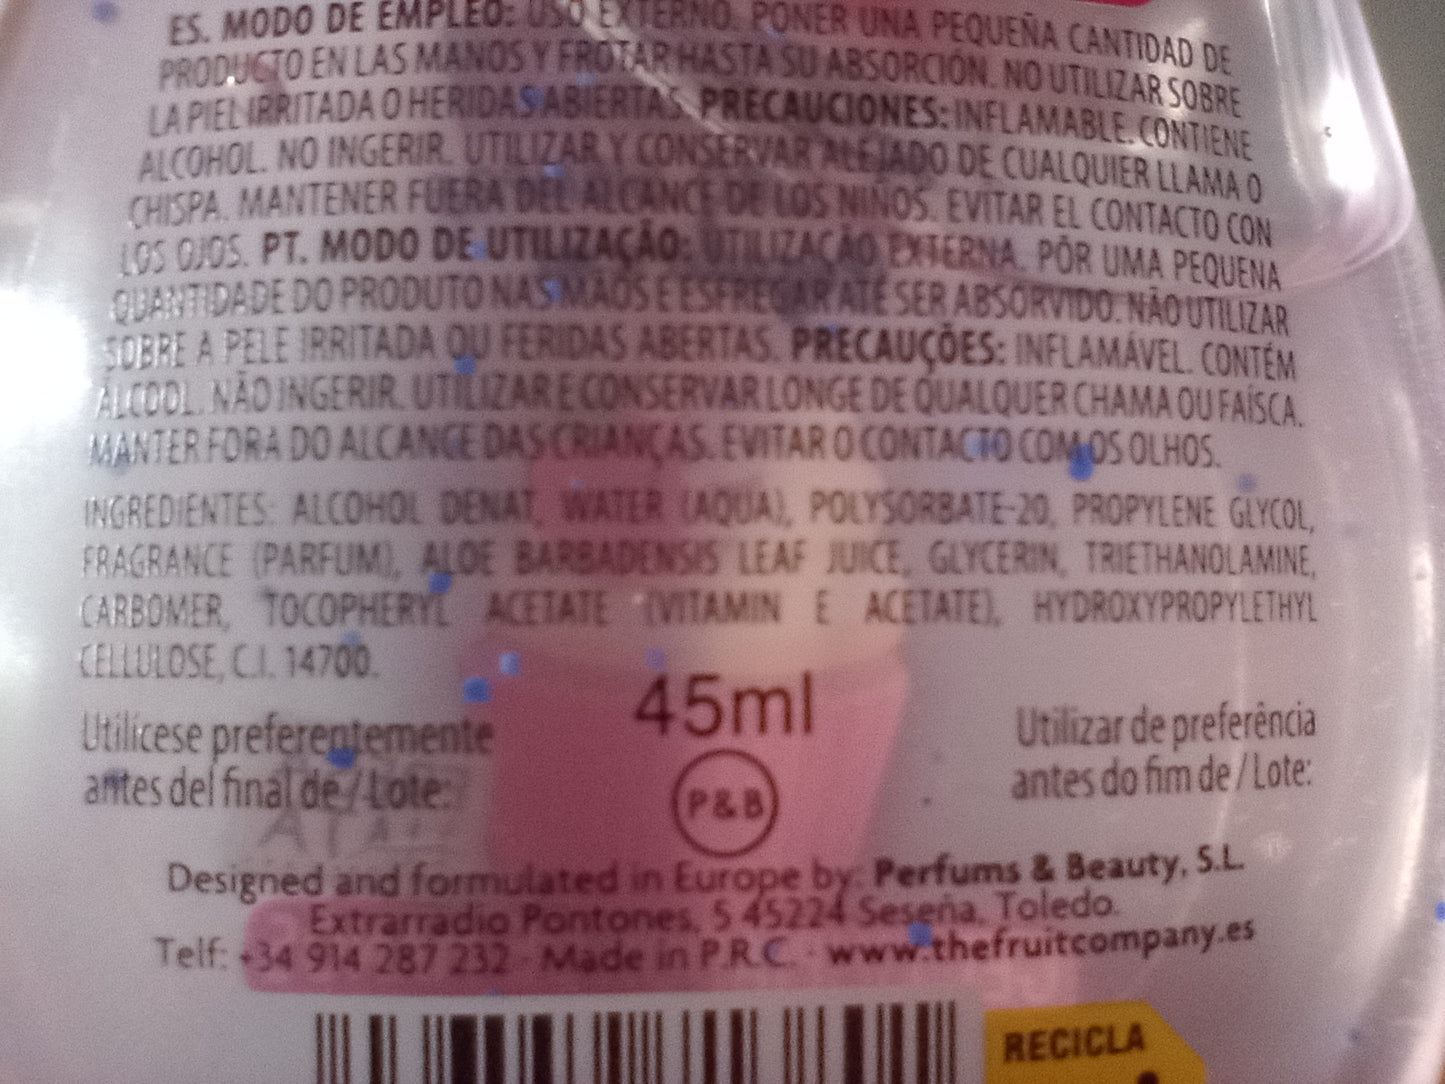 ES. MODO DE EMPLEO: USO EXTERNO. PONER UNA PEQUEÑA CANTIDAD DE
PRODUCTO EN LAS MANOS Y FROTAR HASTA SU ABSORCIÓN. NO UTILIZAR SOBRE
LA PIEL IRRITADA O HERIDAS ABIERTAS. PRECAUCIONES: INFLAMABLE. CONTIENE
ALCOHOL. NO INGERIR. UTILIZAR Y CONSERVAR ALEJADO DE CUALQUIER LLAMA O
CHISPA. MANTENER FUERA DEL ALCANCE DE LOS NIÑOS. EVITAR EL CONTACTO CON
LOS OJOS. PT. MODO DE UTILIZAÇÃO: UTILIZAÇÃO EXTERNA. PÔR UMA PEQUENA
QUANTIDADE DO PRODUTO NAS MÃOS E ESFREGAR ATÉ SER ABSORVIDO. NÃO UTILIZAR
SOBRE A PELE IRRITADA OU FERIDAS ABERTAS. PRECAUÇÕES: INFLAMÁVEL. CONTÉM
ÁLCOOL. NÃO INGERIR. UTILIZAR E CONSERVAR LONGE DE QUALQUER CHAMA OU FAÍSCA.
MANTER FORA DO ALCANCE DAS CRIANÇAS. EVITAR O CONTACTO COM OS OLHOS.
INGREDIENTES: ALCOHOL DENAT, WATER (AQUA), POLYSORBATE-20, PROPYLENE GLYCOL,
FRAGRANCE (PARFUM), ALOE BARBADENSIS LEAF JUICE, GLYCERIN, TRIETHANOLAMINE,
CARBOMER, TOCOPHERYL ACETATE (VITAMIN E ACETATE), HYDROXYPROPYLETHYL
CELLULOSE, C.I. 14700.
45ml
Utilícese preferentemente
antes del final de / Lote:
Utilizar de preferência
antes do fim de / Lote:
P&B
Designed and formulated in Europe by: Perfums & Beauty, S.L.
Extrarradio Pontones, 5 45224 Seseña, Toledo.
Telf: +34 914 287 232 · Made in P.R.C. · www.thefruitcompany.es
RECICLA